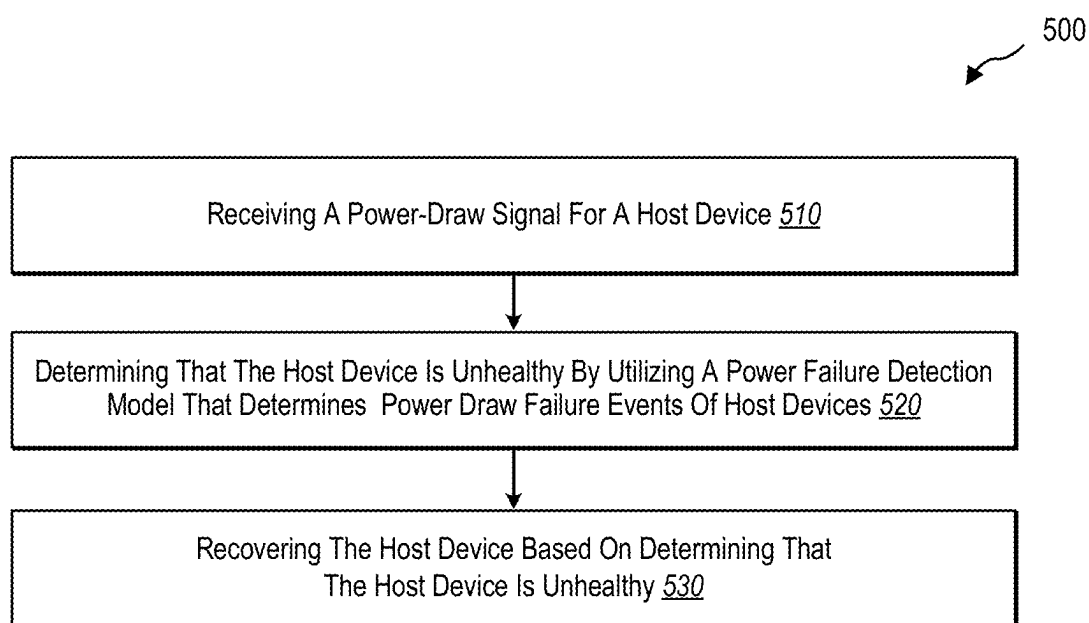 500
Receiving A Power-Draw Signal For A Host Device 510
Determining That The Host Device Is Unhealthy By Utilizing A Power Failure Detection
Model That Determines Power Draw Failure Events Of Host Devices 520
Recovering The Host Device Based On Determining That
The Host Device Is Unhealthy 530